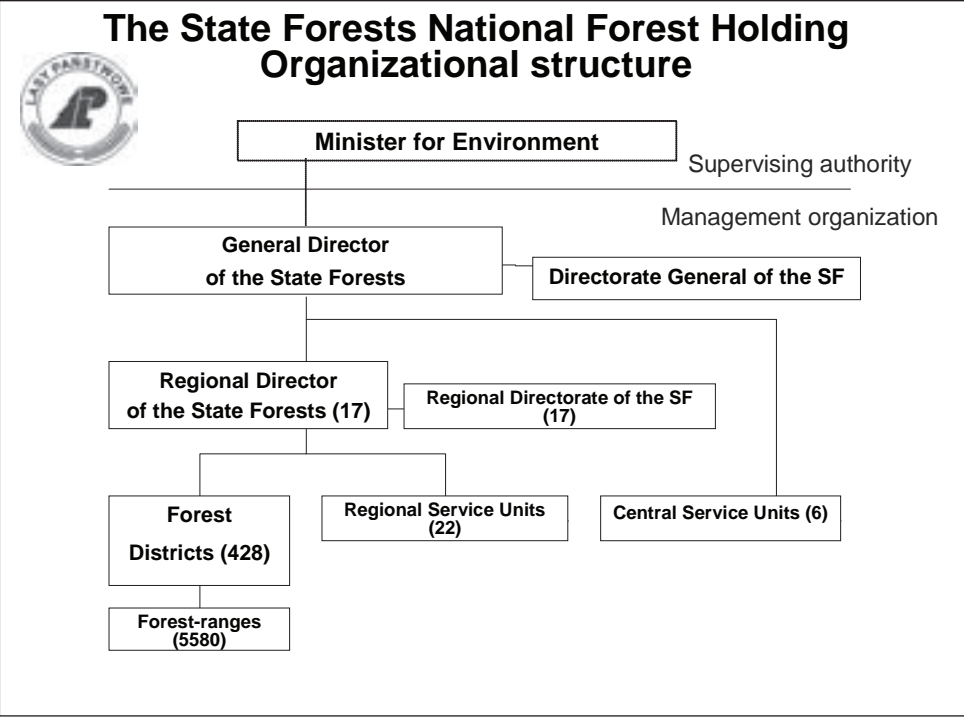 The State Forests National Forest Holding
Organizational structure
LASY PAŃSTWOWE
Minister for Environment
Supervising authority
Management organization
General Director
of the State Forests
Directorate General of the SF
Regional Director
of the State Forests (17)
Regional Directorate of the SF
(17)
Forest
Districts (428)
Regional Service Units
(22)
Central Service Units (6)
Forest-ranges
(5580)